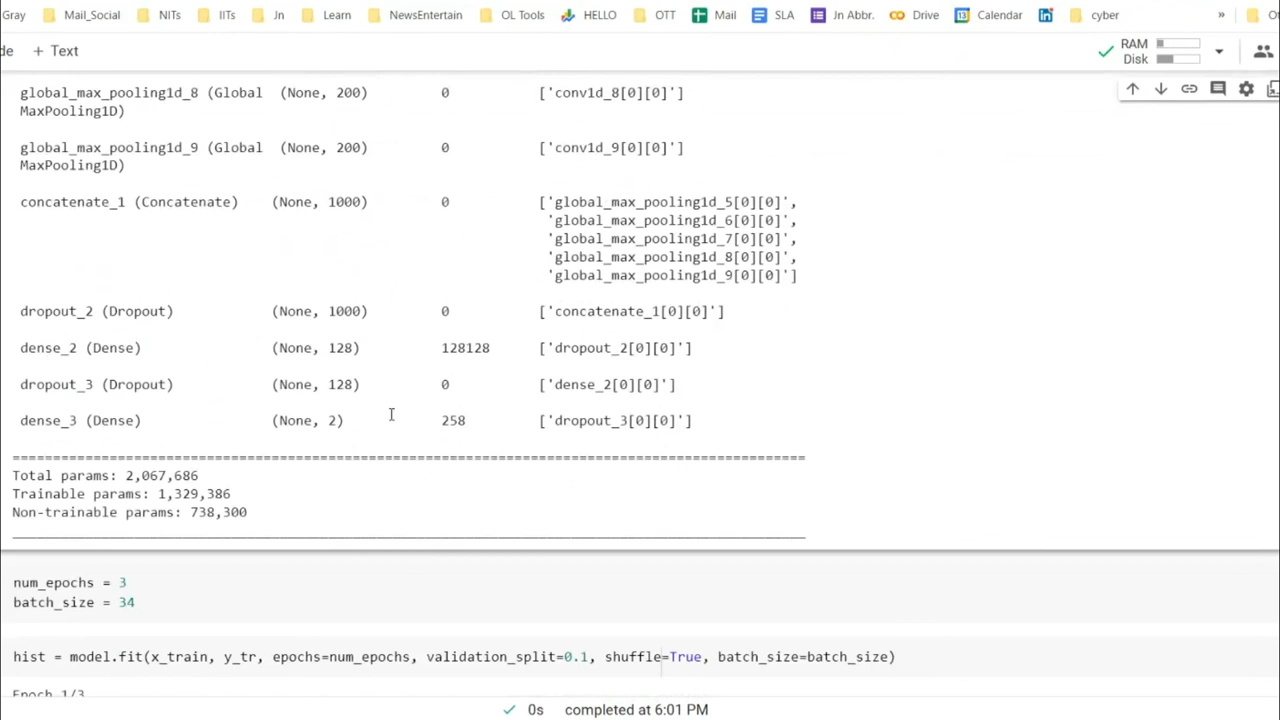 Gray Mail_Social NITs IITs Jn Learn NewsEntertain OL Tools HELLO OTT Mail SLA Jn Abbr. Drive Calendar cyber »
de + Text
RAM
Disk
global_max_pooling1d_8 (Global (None, 200) 0 ['conv1d_8[0][0]']
MaxPooling1D)
global_max_pooling1d_9 (Global (None, 200) 0 ['conv1d_9[0][0]']
MaxPooling1D)
concatenate_1 (Concatenate) (None, 1000) 0 ['global_max_pooling1d_5[0][0]',
'global_max_pooling1d_6[0][0]',
'global_max_pooling1d_7[0][0]',
'global_max_pooling1d_8[0][0]',
'global_max_pooling1d_9[0][0]']
dropout_2 (Dropout) (None, 1000) 0 ['concatenate_1[0][0]']
dense_2 (Dense) (None, 128) 128128 ['dropout_2[0][0]']
dropout_3 (Dropout) (None, 128) 0 ['dense_2[0][0]']
dense_3 (Dense) (None, 2) 258 ['dropout_3[0][0]']
==================================================================================================
Total params: 2,067,686
Trainable params: 1,329,386
Non-trainable params: 738,300
__________________________________________________________________________________________________
num_epochs = 3
batch_size = 34
hist = model.fit(x_train, y_tr, epochs=num_epochs, validation_split=0.1, shuffle=True, batch_size=batch_size)
Epoch 1/3
0s completed at 6:01 PM